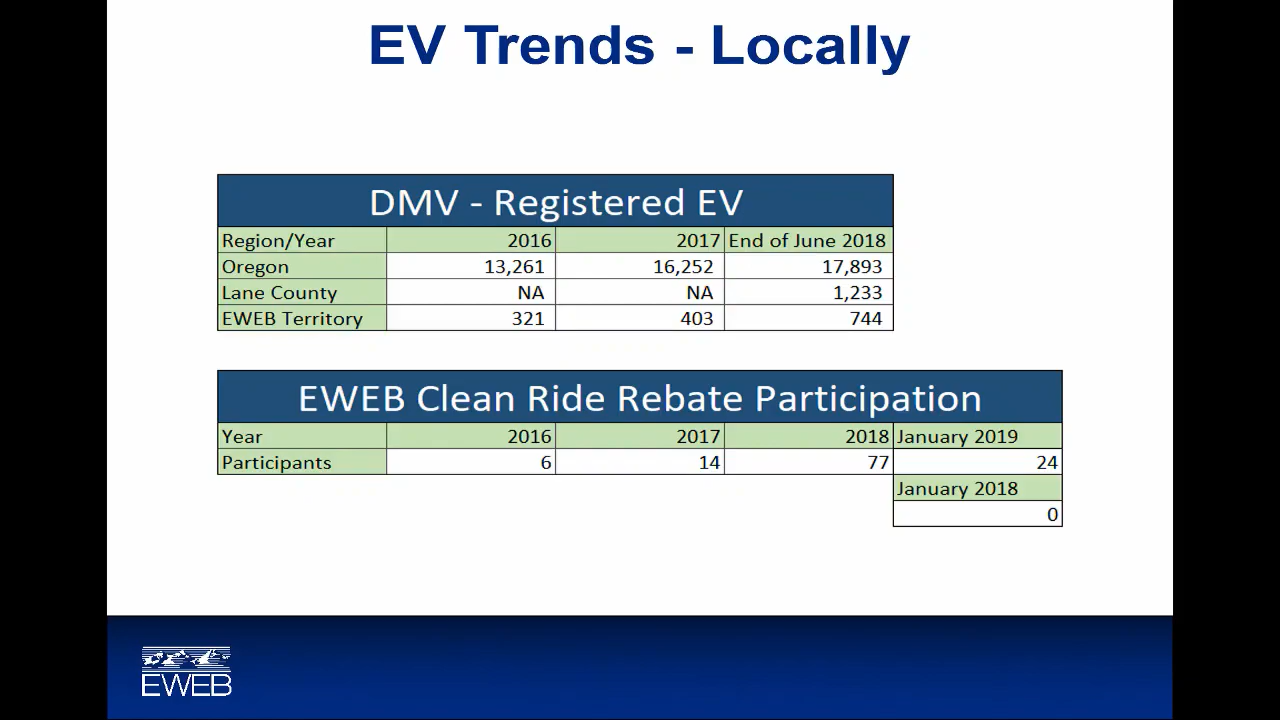 EV Trends - Locally
DMV - Registered EV
Region/Year 2016 2017 End of June 2018
Oregon 13,261 16,252 17,893
Lane County NA NA 1,233
EWEB Territory 321 403 744
EWEB Clean Ride Rebate Participation
Year 2016 2017 2018 January 2019
Participants 6 14 77 24
January 2018
0
EWEB